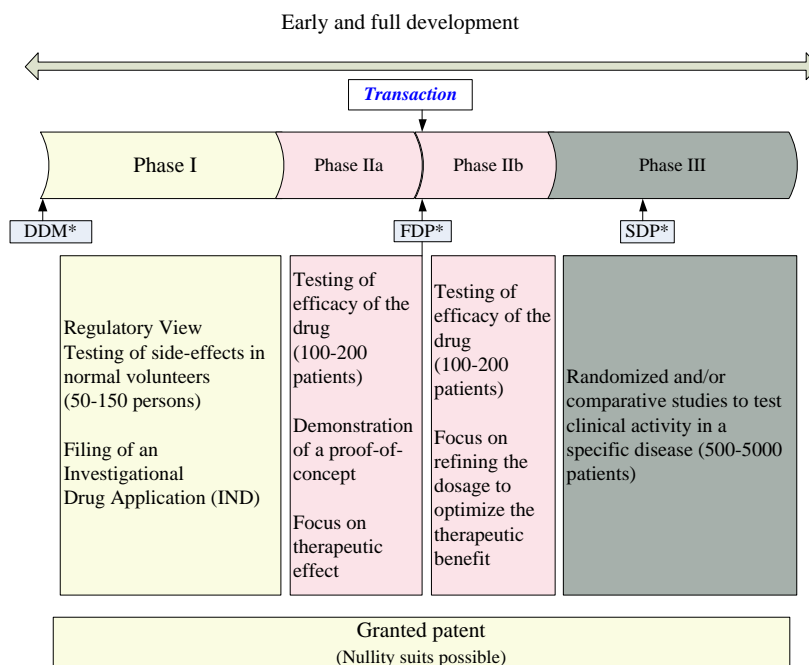 Early and full development
Transaction
Phase I
Phase IIa
Phase IIb
Phase III
DDM*
FDP*
SDP*
Regulatory View
Testing of side-effects in
normal volunteers
(50-150 persons)
Filing of an
Investigational
Drug Application (IND)
Testing of
efficacy of the
drug
(100-200
patients)
Demonstration
of a proof-of-
concept
Focus on
therapeutic
effect
Testing of
efficacy of the
drug
(100-200
patients)
Focus on
refining the
dosage to
optimize the
therapeutic
benefit
Randomized and/or
comparative studies to test
clinical activity in a
specific disease (500-5000
patients)
Granted patent
(Nullity suits possible)